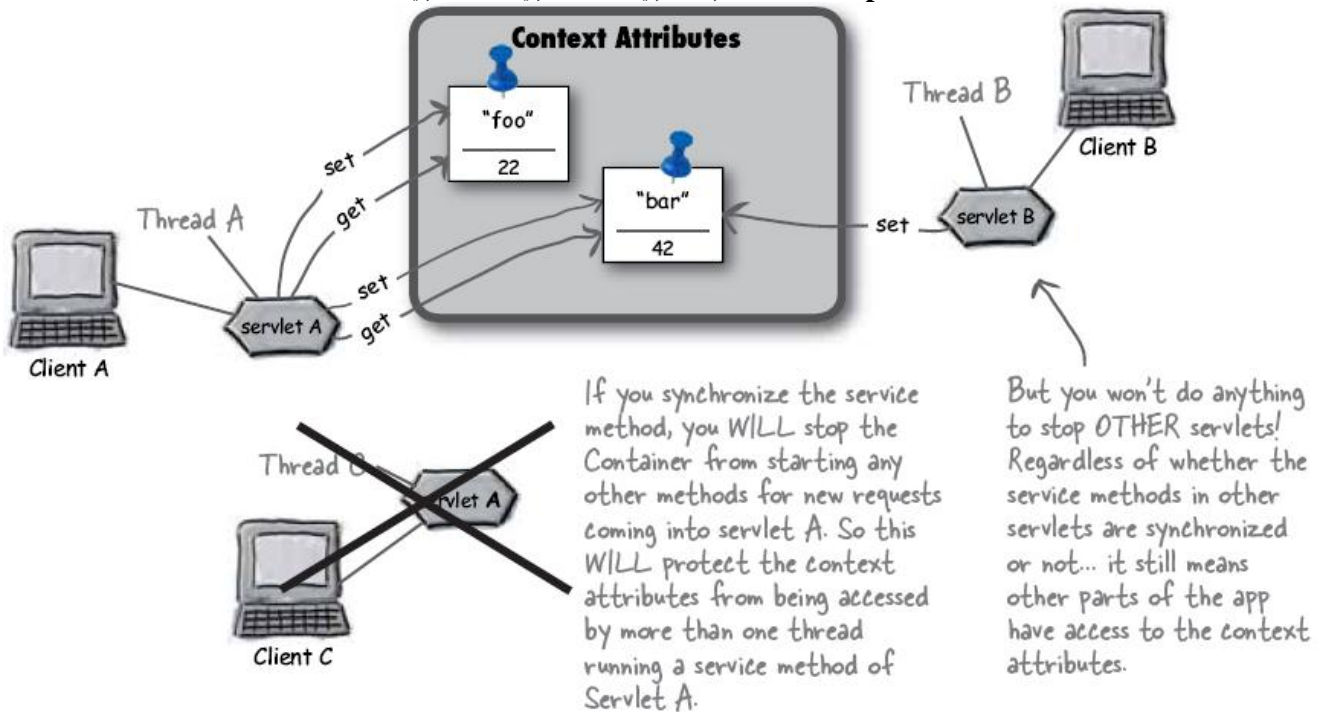 Context Attributes
"foo"
22
"bar"
42
set
get
set
get
set
Thread A
servlet A
Client A
Thread B
Client B
servlet B
Thread
servlet A
Client C
If you synchronize the service
method, you WILL stop the
Container from starting any
other methods for new requests
coming into servlet A. So this
WILL protect the context
attributes from being accessed
by more than one thread
running a service method of
Servlet A.
But you won't do anything
to stop OTHER servlets!
Regardless of whether the
service methods in other
servlets are synchronized
or not... it still means
other parts of the app
have access to the context
attributes.